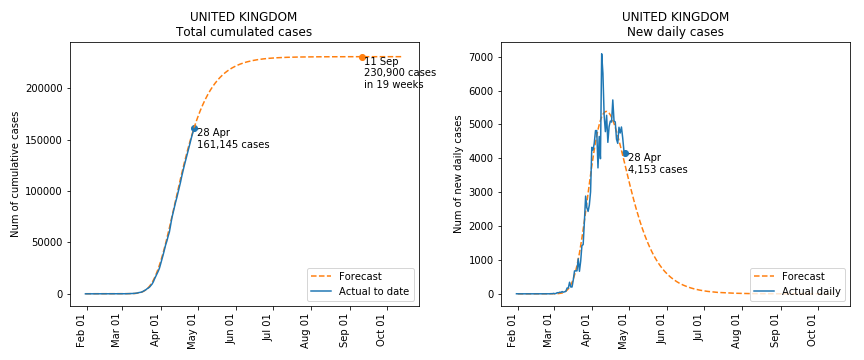 UNITED KINGDOM
Total cumulated cases
Num of cumulative cases
200000
150000
100000
50000
0
11 Sep
230,900 cases
in 19 weeks
28 Apr
161,145 cases
Forecast
Actual to date
Feb 01
Mar 01
Apr 01
May 01
Jun 01
Jul 01
Aug 01
Sep 01
Oct 01
UNITED KINGDOM
New daily cases
Num of new daily cases
7000
6000
5000
4000
3000
2000
1000
0
28 Apr
4,153 cases
Forecast
Actual daily
Feb 01
Mar 01
Apr 01
May 01
Jun 01
Jul 01
Aug 01
Sep 01
Oct 01